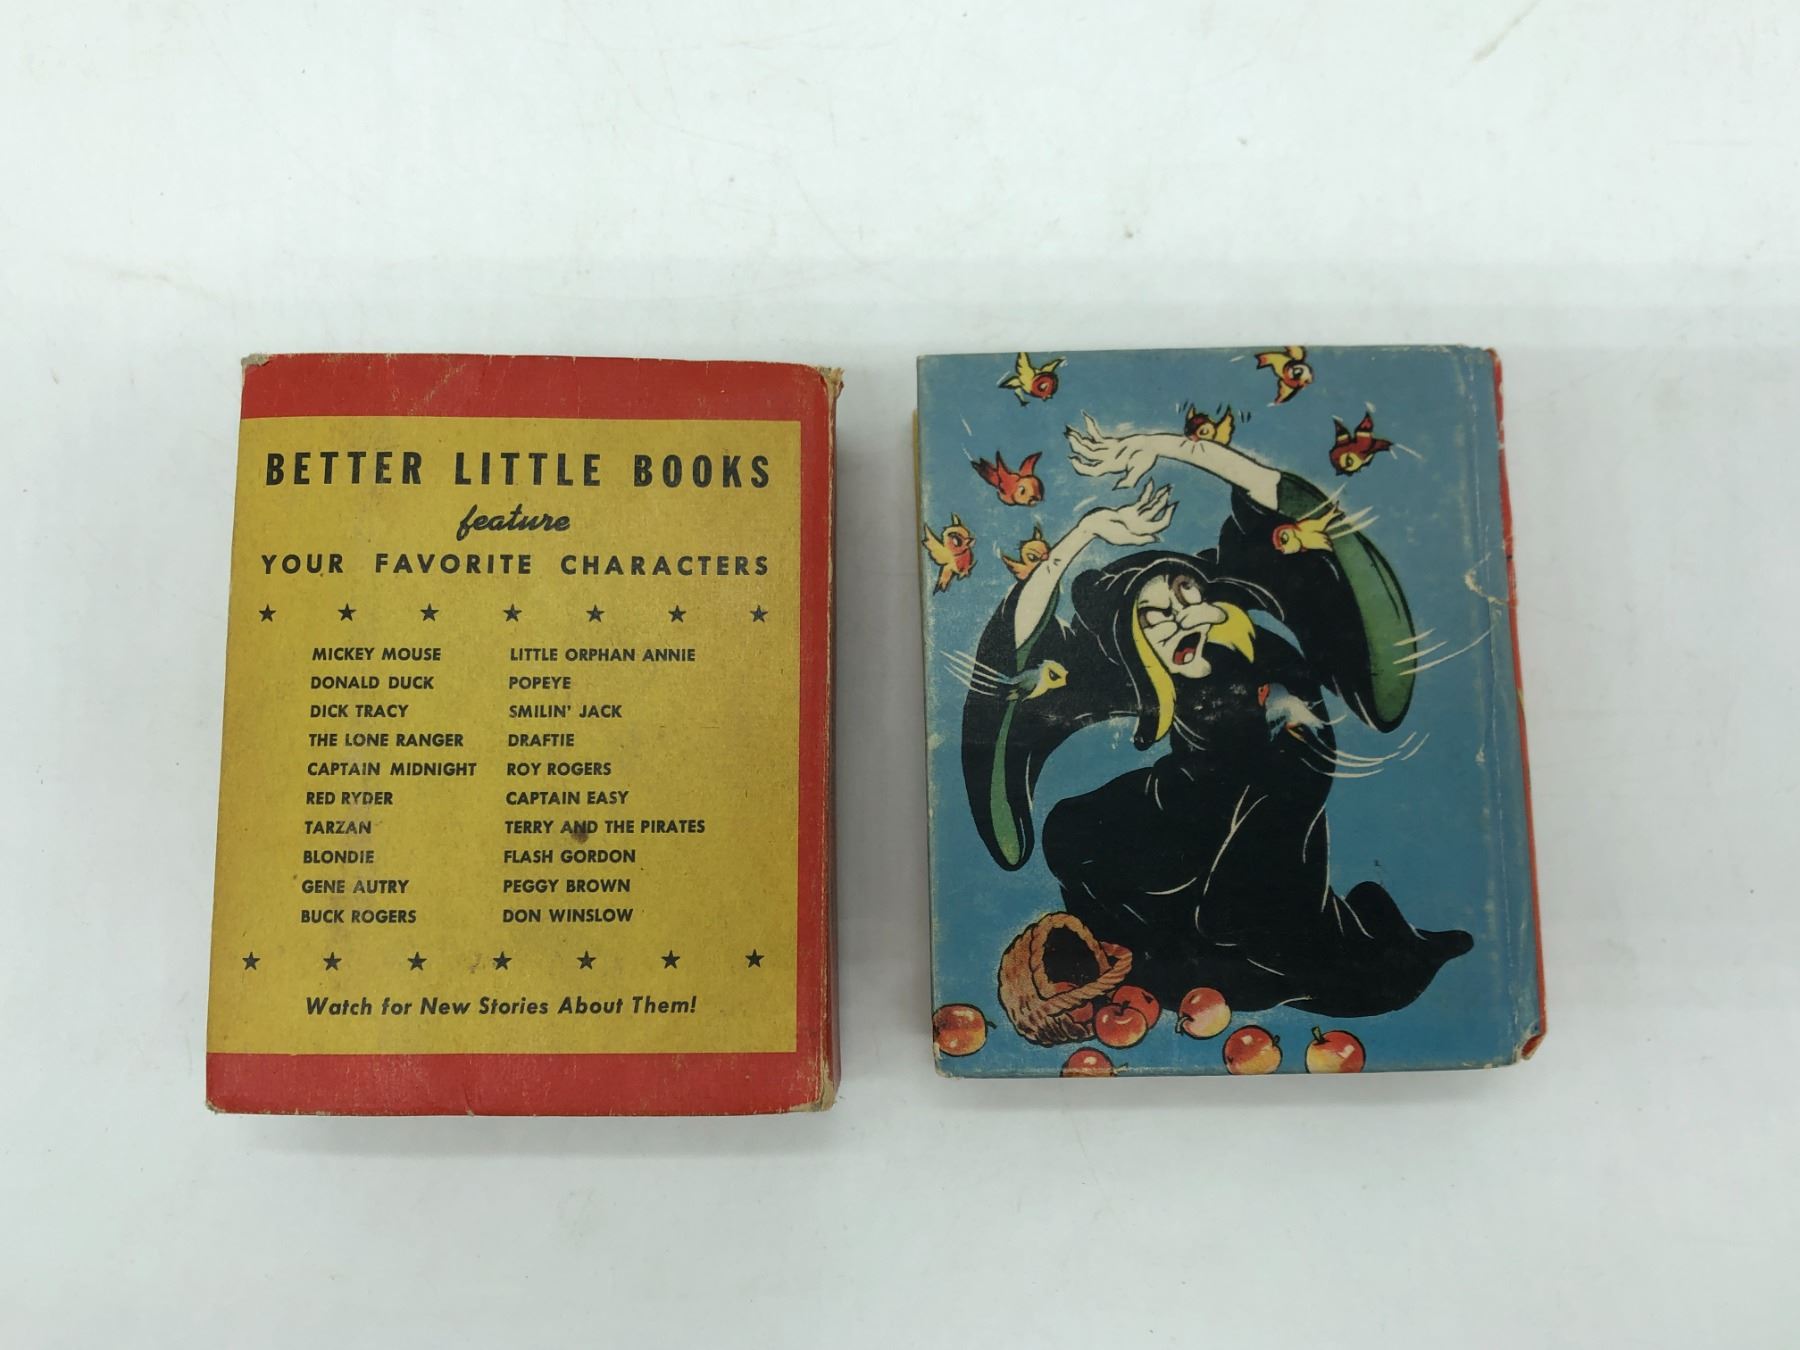 BETTER LITTLE BOOKS
feature
YOUR FAVORITE CHARACTERS
MICKEY MOUSE
DONALD DUCK
DICK TRACY
THE LONE RANGER
CAPTAIN MIDNIGHT
RED RYDER
TARZAN
BLONDIE
GENE AUTRY
BUCK ROGERS
LITTLE ORPHAN ANNIE
POPEYE
SMILIN' JACK
DRAFTIE
ROY ROGERS
CAPTAIN EASY
TERRY AND THE PIRATES
FLASH GORDON
PEGGY BROWN
DON WINSLOW
Watch for New Stories About Them!